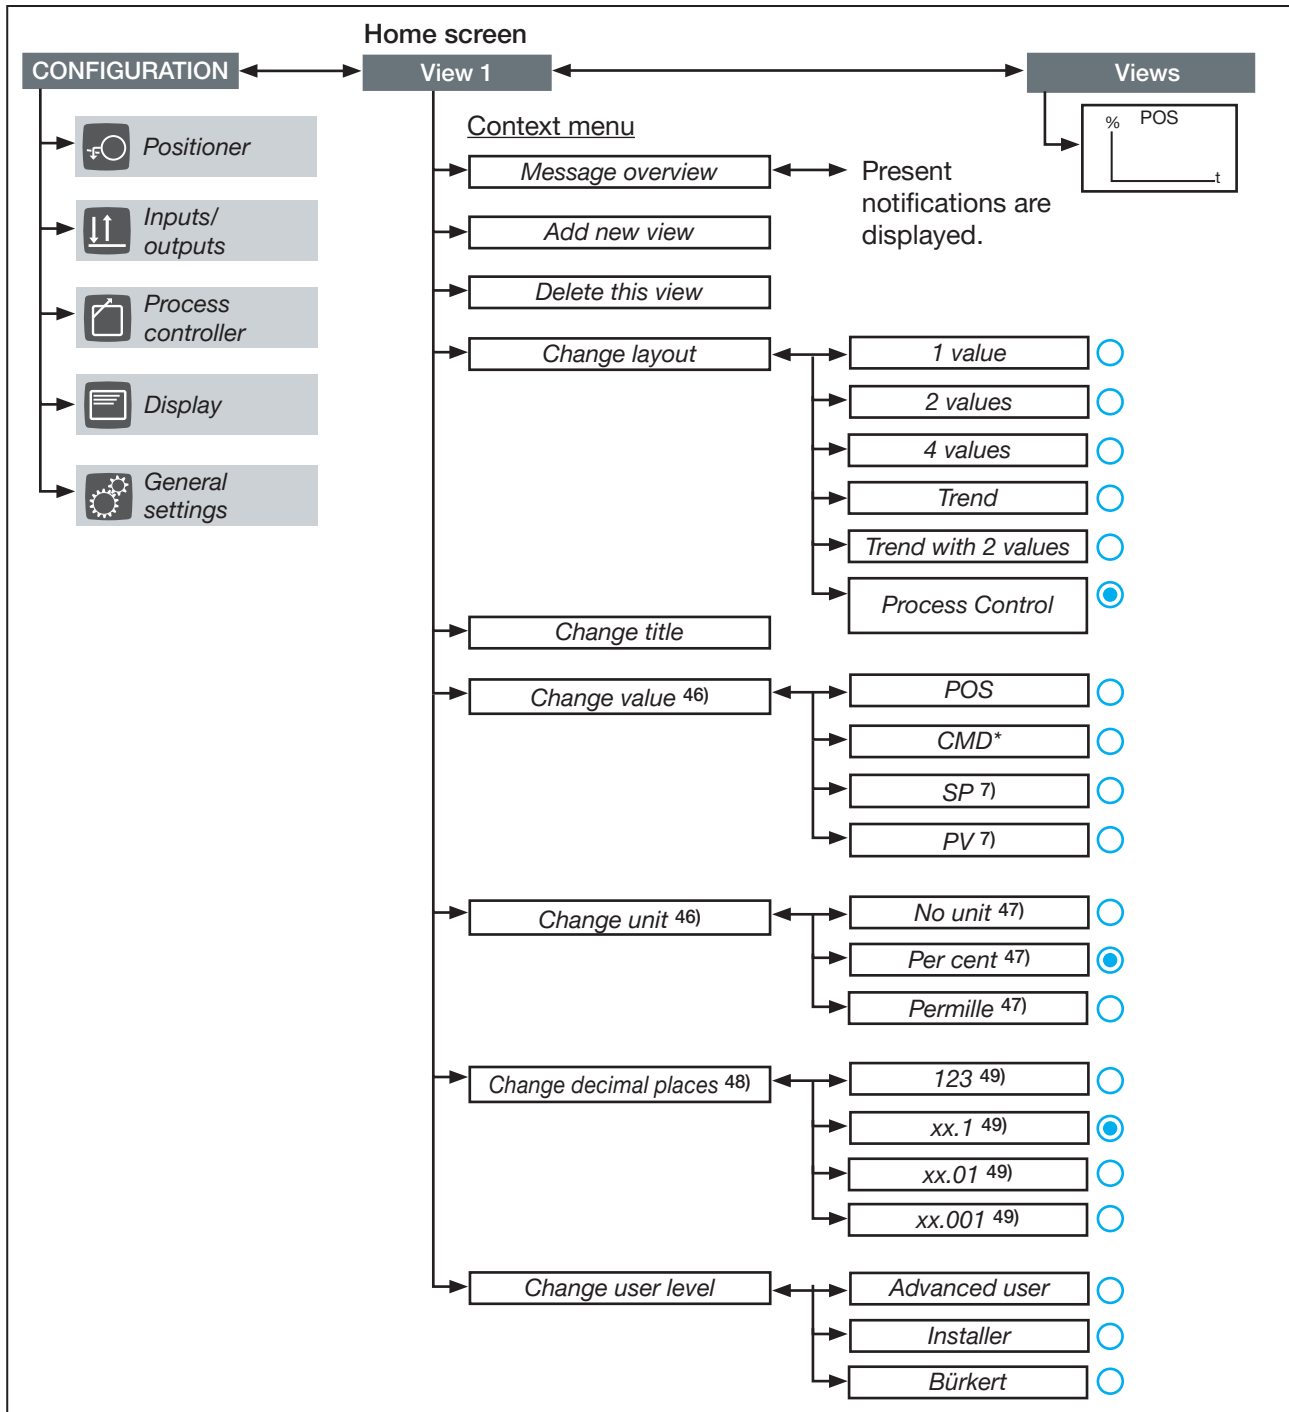 Home screen
CONFIGURATION
View 1
Views
Positioner
Inputs/
outputs
Process
controller
Display
General
settings
% POS
t
Context menu
Message overview
Present
notifications are
displayed.
Add new view
Delete this view
Change layout
1 value
2 values
4 values
Trend
Trend with 2 values
Process Control
Change title
Change value 46)
POS
CMD*
SP 7)
PV 7)
Change unit 46)
No unit 47)
Per cent 47)
Permille 47)
Change decimal places 48)
123 49)
xx.1 49)
xx.01 49)
xx.001 49)
Change user level
Advanced user
Installer
Bürkert